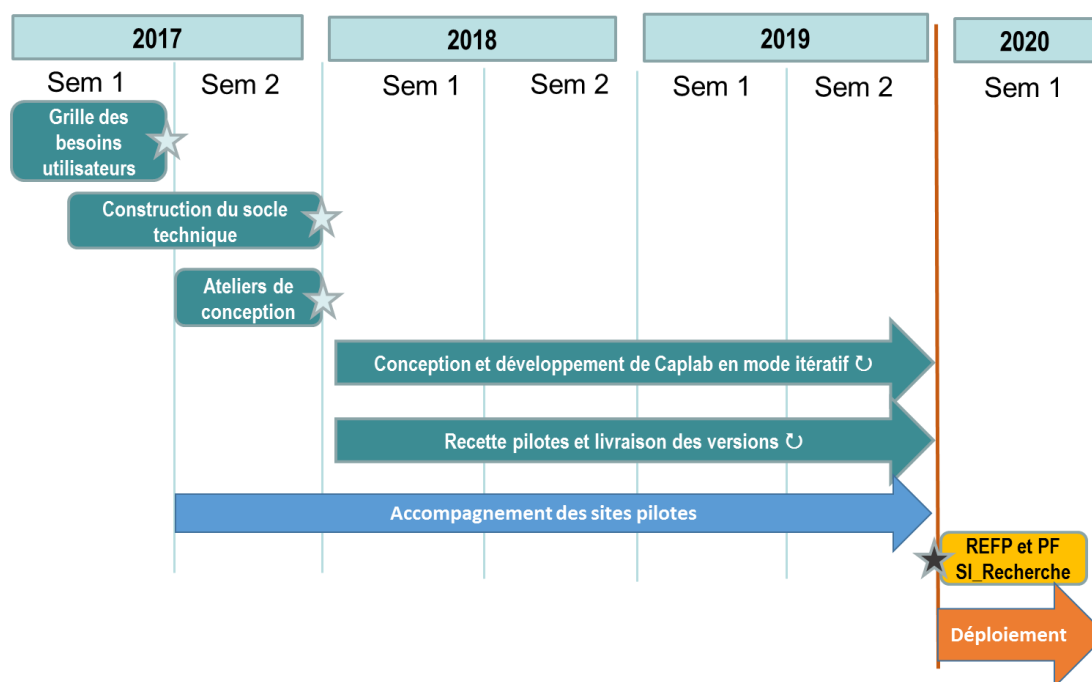 2017
2018
2019
2020
Sem 1
Sem 2
Sem 1
Sem 2
Sem 1
Sem 2
Sem 1
Grille des
besoins
utilisateurs
Construction du socle
technique
Ateliers de
conception
Conception et développement de Caplab en mode itératif ↻
Recette pilotes et livraison des versions ↻
Accompagnement des sites pilotes
REFP et PF
SI_Recherche
Déploiement